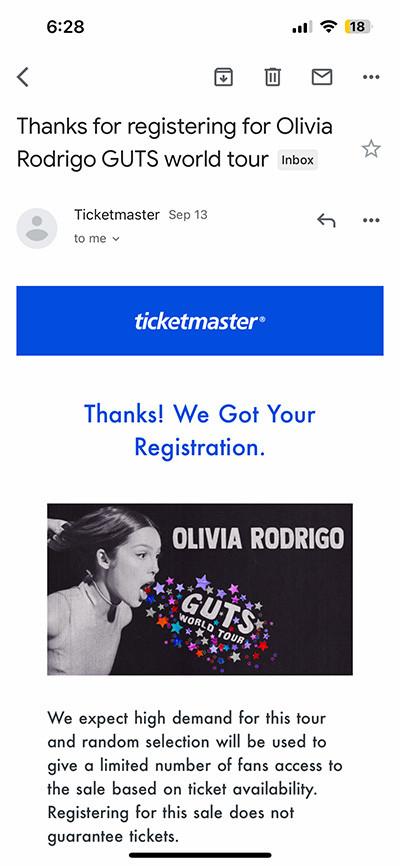 6:28
18
Thanks for registering for Olivia
Rodrigo GUTS world tour Inbox
Ticketmaster Sep 13
to me
ticketmaster®
Thanks! We Got Your
Registration.
OLIVIA RODRIGO
GUTS
WORLD TOUR
We expect high demand for this tour
and random selection will be used to
give a limited number of fans access to
the sale based on ticket availability.
Registering for this sale does not
guarantee tickets.